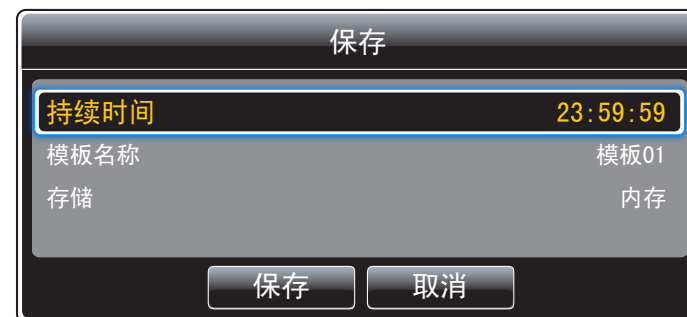 保存
持续时间 23:59:59
模板名称 模板01
存储 内存
保存 取消